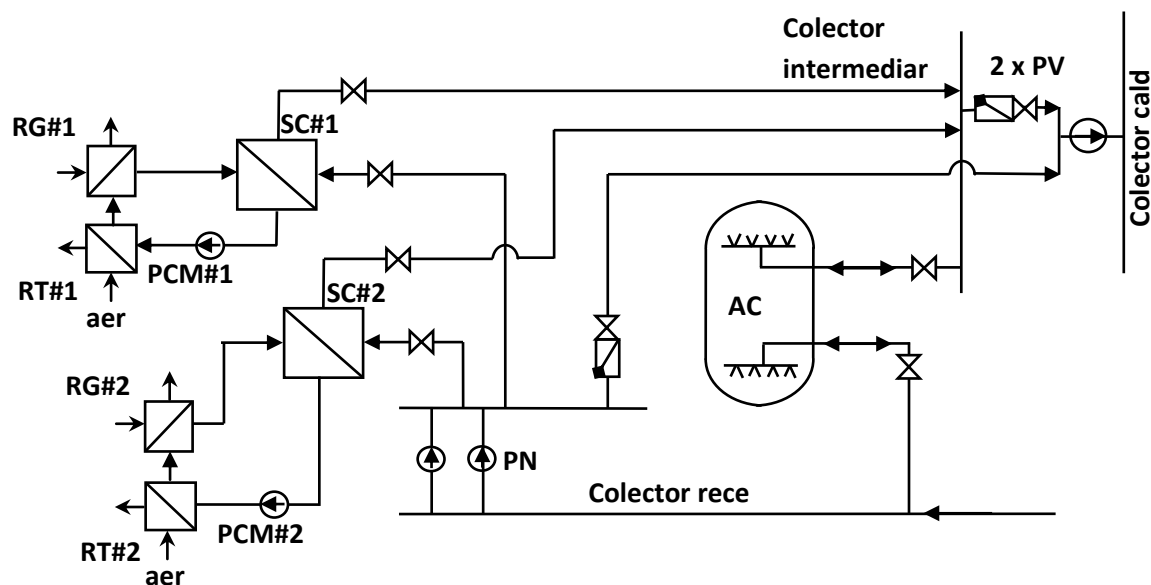 Colector
intermediar
2 x PV
Colector cald
RG#1
SC#1
PCM#1
RT#1
aer
SC#2
AC
RG#2
PN
Colector rece
PCM#2
RT#2
aer